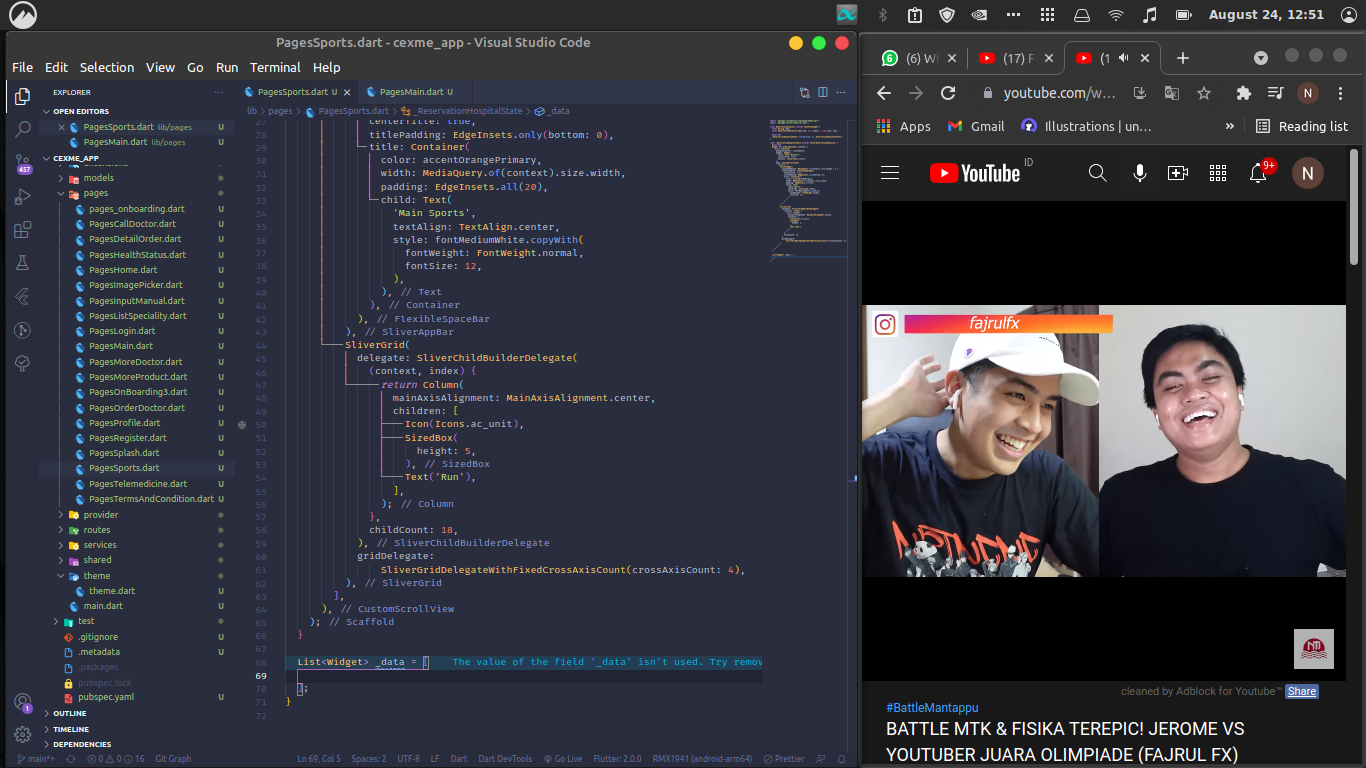 August 24, 12:51
PagesSports.dart - cexme_app - Visual Studio Code
File Edit Selection View Go Run Terminal Help
EXPLORER
OPEN EDITORS
PagesSports.dart lib/pages
PagesMain.dart lib/pages
CEXME_APP
models
pages
pages_onboarding.dart U
PagesCallDoctor.dart U
PagesDetailOrder.dart U
PagesHealthStatus.dart U
PagesHome.dart U
PagesImagePicker.dart U
PagesInputManual.dart U
PagesListSpeciality.dart U
PagesLogin.dart U
PagesMain.dart U
PagesMoreDoctor.dart U
PagesMoreProduct.dart U
PagesOnBoarding3.dart U
PagesOrderDoctor.dart U
PagesProfile.dart U
PagesRegister.dart U
PagesSplash.dart U
PagesSports.dart U
PagesTelemedicine.dart U
PagesTermsAndCondition.dart U
provider
routes
services
shared
theme
theme.dart U
main.dart U
test
.gitignore U
.metadata U
.packages
pubspec.lock
pubspec.yaml U
OUTLINE
TIMELINE
DEPENDENCIES
457
1
PagesSports.dart U
PagesMain.dart U
lib > pages > PagesSports.dart > _ReservationHospitalState > _data
27 centerTitle: true,
28 titlePadding: EdgeInsets.only(bottom: 0),
29 title: Container(
30 color: accentOrangePrimary,
31 width: MediaQuery.of(context).size.width,
32 padding: EdgeInsets.all(20),
33 child: Text(
34 'Main Sports',
35 textAlign: TextAlign.center,
36 style: fontMediumWhite.copyWith(
37 fontWeight: FontWeight.normal,
38 fontSize: 12,
39 ),
40 ), // Text
41 ), // Container
42 ), // FlexibleSpaceBar
43 ), // SliverAppBar
44 SliverGrid(
45 delegate: SliverChildBuilderDelegate(
46 (context, index) {
47 return Column(
48 mainAxisAlignment: MainAxisAlignment.center,
49 children: [
50 Icon(Icons.ac_unit),
51 SizedBox(
52 height: 5,
53 ), // SizedBox
54 Text('Run'),
55 ],
56 ); // Column
57 },
58 childCount: 18,
59 ), // SliverChildBuilderDelegate
60 gridDelegate:
61 SliverGridDelegateWithFixedCrossAxisCount(crossAxisCount: 4),
62 ), // SliverGrid
63 ],
64 ), // CustomScrollView
65 ); // Scaffold
66 }
67
68 List<Widget> _data = [ The value of the field '_data' isn't used. Try remov
69
70 ];
71 }
72
main*+ 0 0 16 Git Graph Ln 69, Col 5 Spaces: 2 UTF-8 LF Dart Dart DevTools Go Live Flutter: 2.0.0 RMX1941 (android-arm64) Prettier
(6) W
(17) F
(1
youtube.com/w...
N
Apps Gmail Illustrations | un... » Reading list
YouTube ID
9+
N
fajrulfx
cleaned by Adblock for Youtube™ Share
#BattleMantappu
BATTLE MTK & FISIKA TEREPIC! JEROME VS
YOUTUBER JUARA OLIMPIADE (FAJRUL FX)